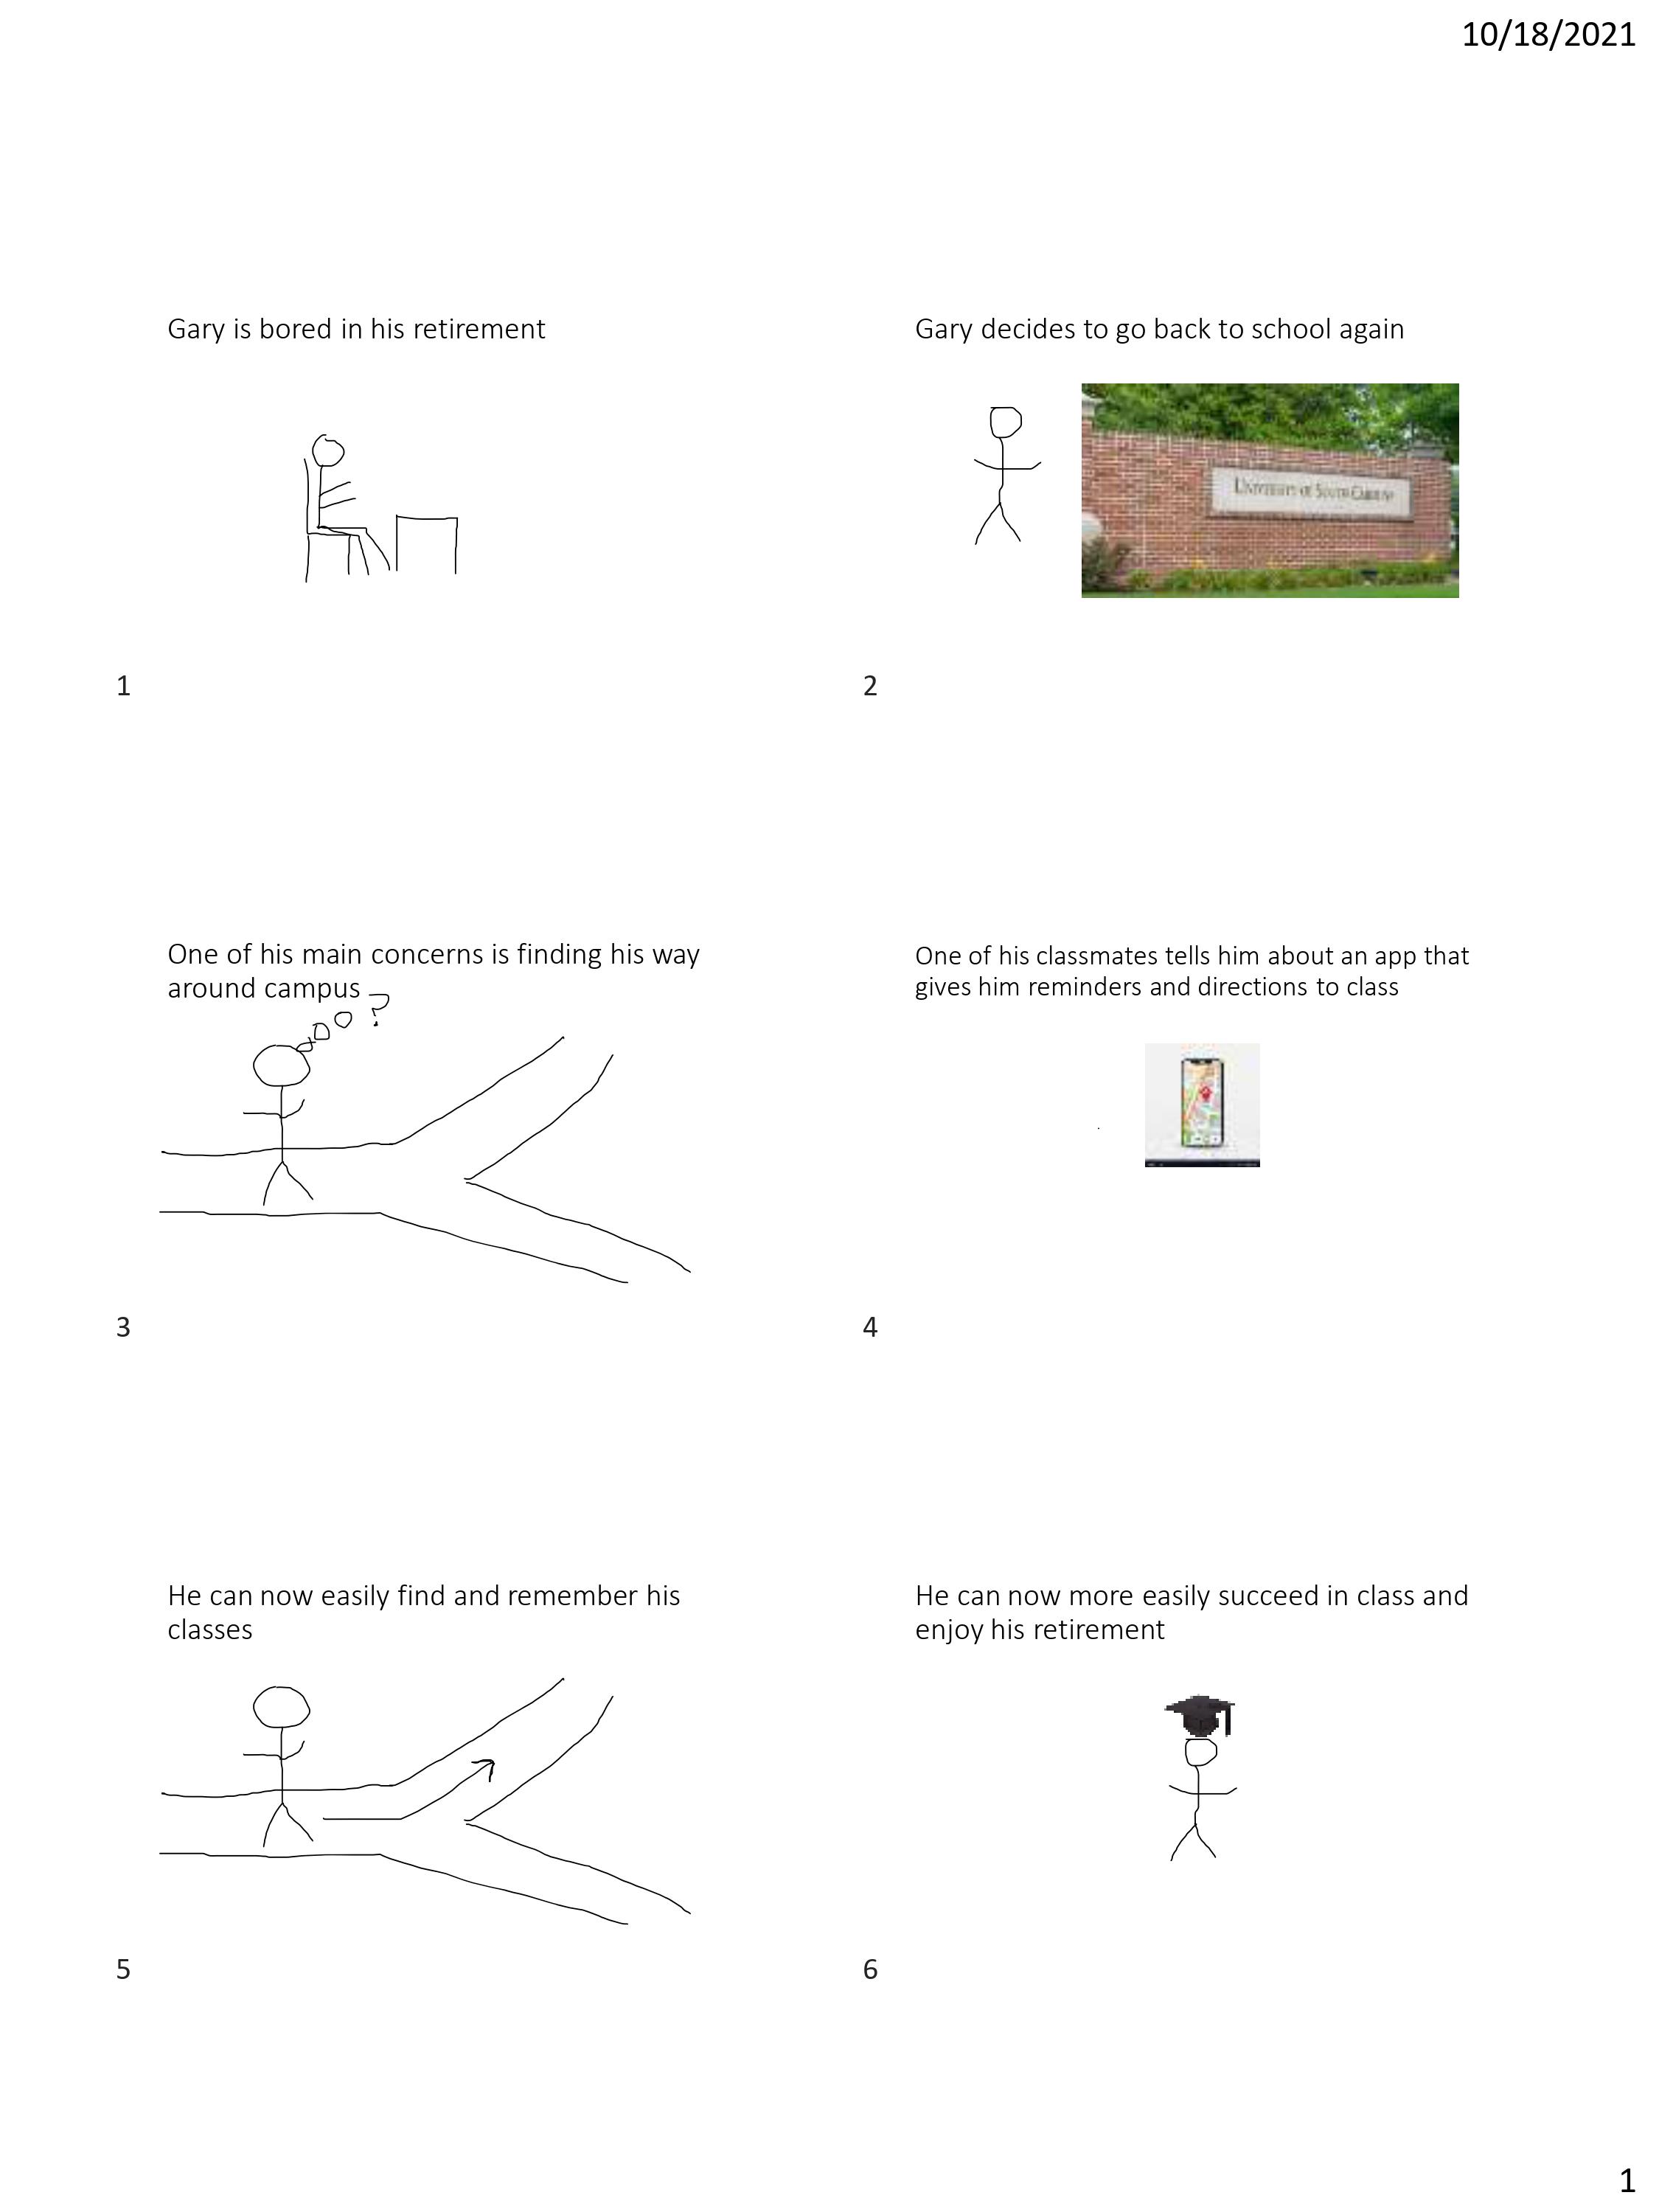 10/18/2021
Gary is bored in his retirement
1
Gary decides to go back to school again
University of South Carolina
2
One of his main concerns is finding his way
around campus
?
3
One of his classmates tells him about an app that
gives him reminders and directions to class
4
He can now easily find and remember his
classes
5
He can now more easily succeed in class and
enjoy his retirement
6
1